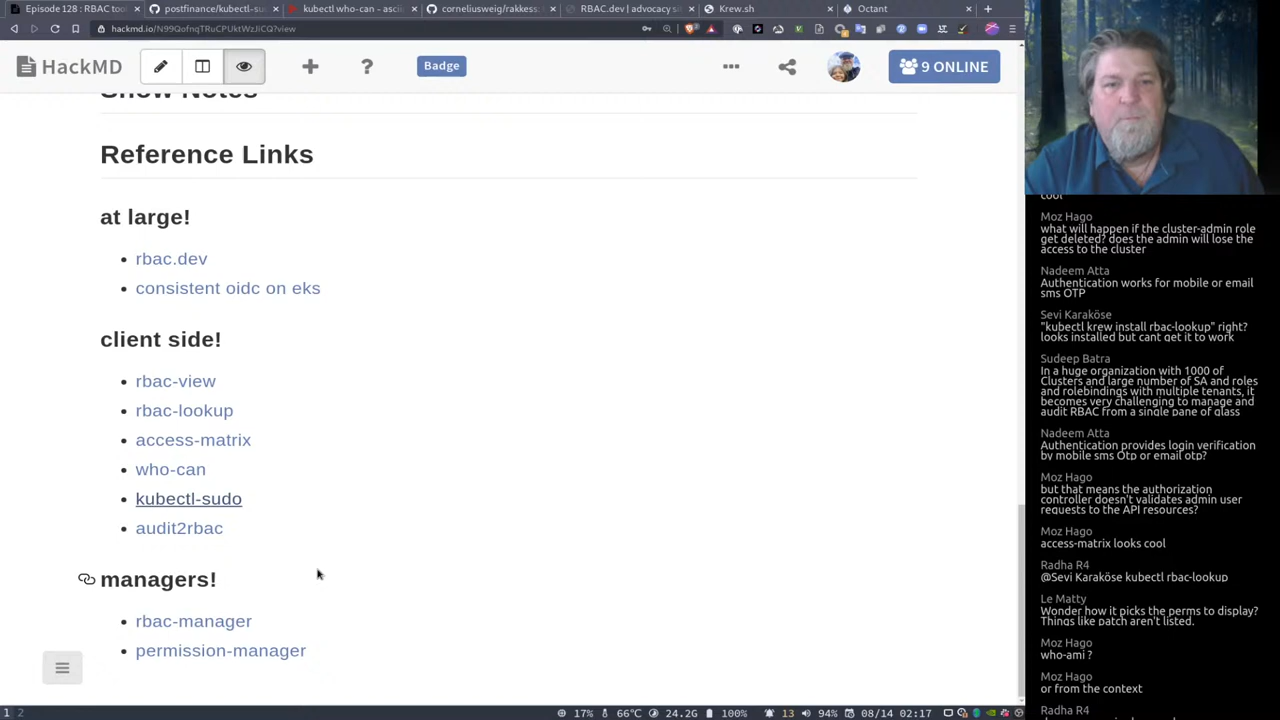 Episode 128 : RBAC too
postfinance/kubectl-su
kubectl who-can - asci
corneliusweig/rakkess:
RBAC.dev | advocacy si
Krew.sh
Octant
hackmd.io/N99QofnqTRuCPUktWzJiCQ?view
HackMD
Badge
9 ONLINE
Show Notes
Reference Links
at large!
rbac.dev
consistent oidc on eks
client side!
rbac-view
rbac-lookup
access-matrix
who-can
kubectl-sudo
audit2rbac
managers!
rbac-manager
permission-manager
cool
Moz Hago
what will happen if the cluster-admin role
get deleted? does the admin will lose the
access to the cluster
Nadeem Atta
Authentication works for mobile or email
sms OTP
Sevi Karaköse
"kubectl krew install rbac-lookup" right?
looks installed but cant get it to work
Sudeep Batra
In a huge organization with 1000 of
Clusters and large number of SA and roles
and rolebindings with multiple tenants, it
becomes very challenging to manage and
audit RBAC from a single pane of glass
Nadeem Atta
Authentication provides login verification
by mobile sms Otp or email otp?
Moz Hago
but that means the authorization
controller doesn't validates admin user
requests to the API resources?
Moz Hago
access-matrix looks cool
Radha R4
@Sevi Karaköse kubectl rbac-lookup
Le Matty
Wonder how it picks the perms to display?
Things like patch aren't listed.
Moz Hago
who-ami ?
Moz Hago
or from the context
Radha R4
1 2
17% 66°C 24.2G 100% 13 94% 08/14 02:17